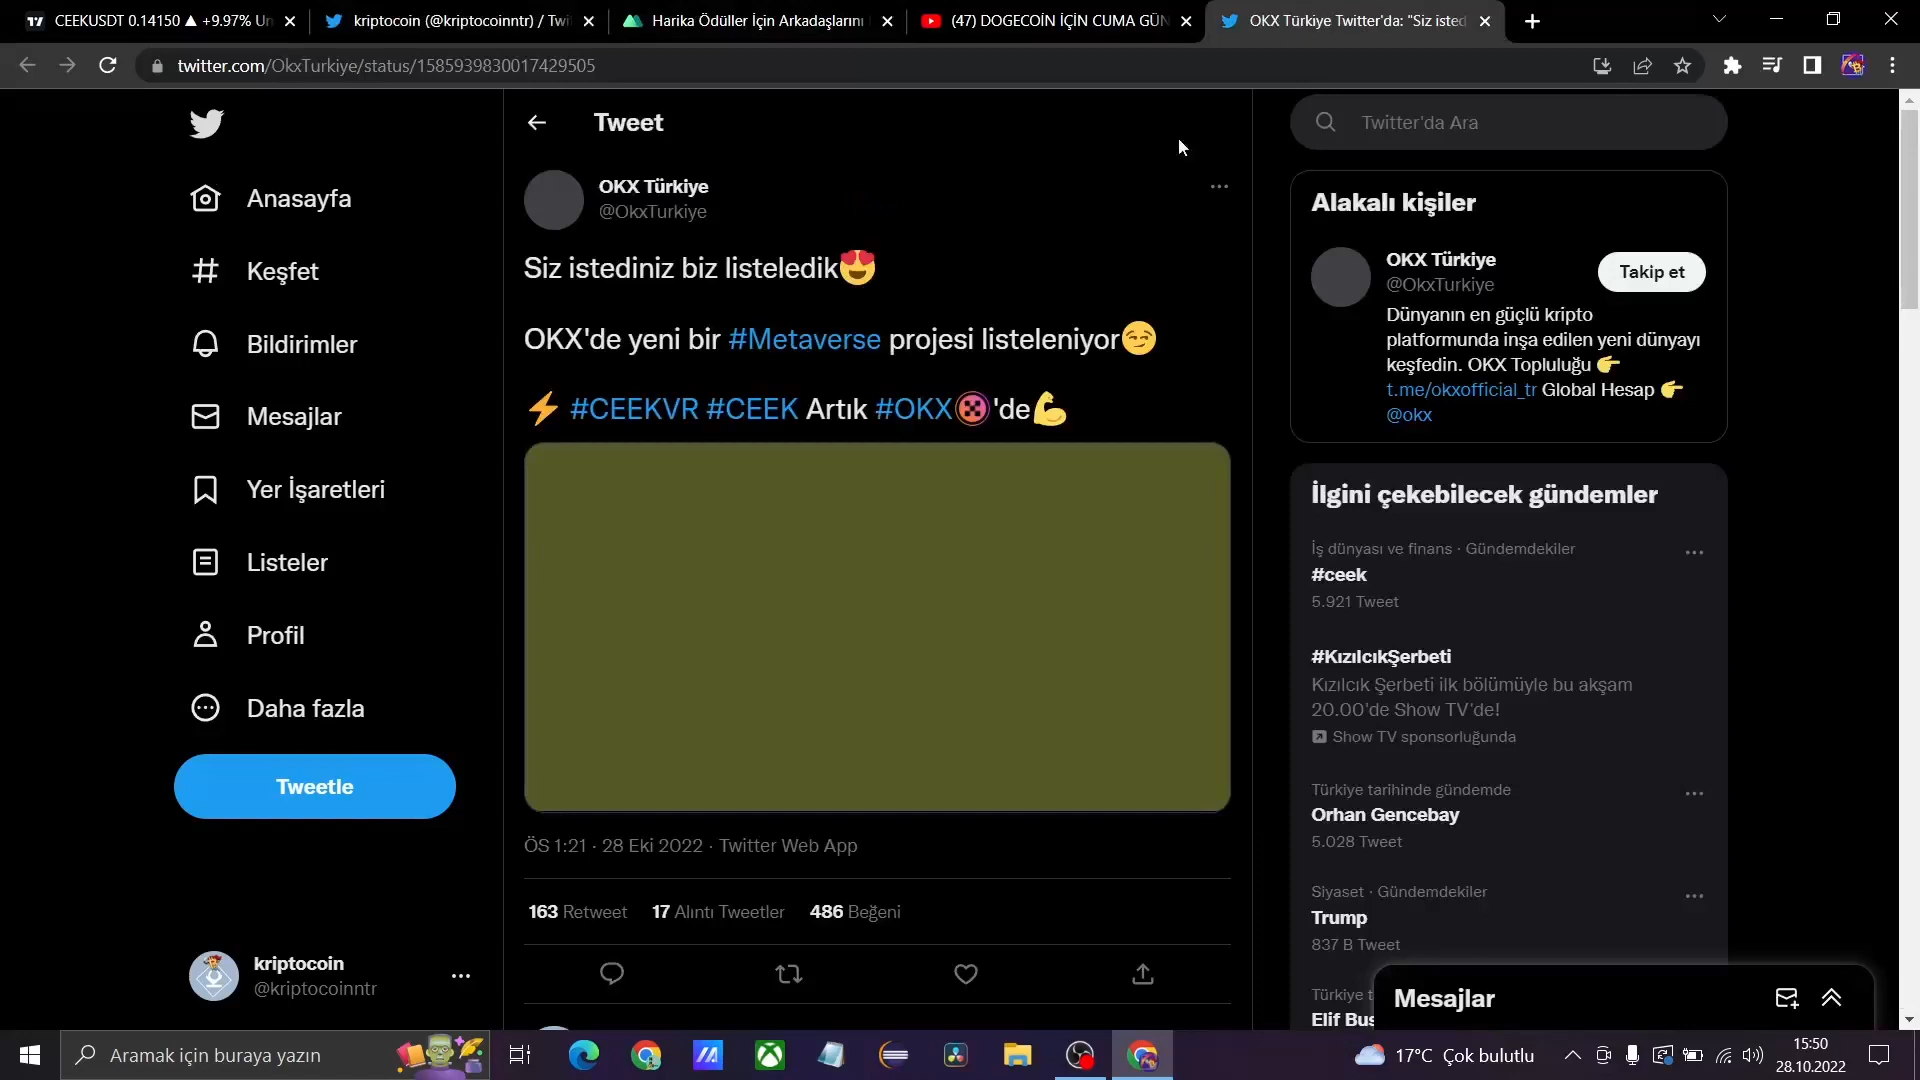 CEEKUSDT 0.14150 ▲ +9.97% Un
kriptocoin (@kriptocoinntr) / Twi
Harika Ödüller İçin Arkadaşlarını
(47) DOGECOİN İÇİN CUMA GÜN
OKX Türkiye Twitter'da: "Siz isted
twitter.com/OkxTurkiye/status/1585939830017429505
Anasayfa
Keşfet
Bildirimler
Mesajlar
Yer İşaretleri
Listeler
Profil
Daha fazla
Tweetle
kriptocoin
@kriptocoinntr
Tweet
OKX Türkiye
@OkxTurkiye
Siz istediniz biz listeledik😍
OKX'de yeni bir #Metaverse projesi listeleniyor😏
⚡ #CEEKVR #CEEK Artık #OKX'de💪
ÖS 1:21 · 28 Eki 2022 · Twitter Web App
163 Retweet 17 Alıntı Tweetler 486 Beğeni
Twitter'da Ara
Alakalı kişiler
OKX Türkiye
@OkxTurkiye
Takip et
Dünyanın en güçlü kripto
platformunda inşa edilen yeni dünyayı
keşfedin. OKX Topluluğu 👉
t.me/okxofficial_tr Global Hesap 👉
@okx
İlgini çekebilecek gündemler
İş dünyası ve finans · Gündemdekiler
#ceek
5.921 Tweet
#KızılcıkŞerbeti
Kızılcık Şerbeti ilk bölümüyle bu akşam
20.00'de Show TV'de!
Show TV sponsorluğunda
Türkiye tarihinde gündemde
Orhan Gencebay
5.028 Tweet
Siyaset · Gündemdekiler
Trump
837 B Tweet
Türkiye t
Elif Bus
Mesajlar
Aramak için buraya yazın
17°C Çok bulutlu
15:50
28.10.2022